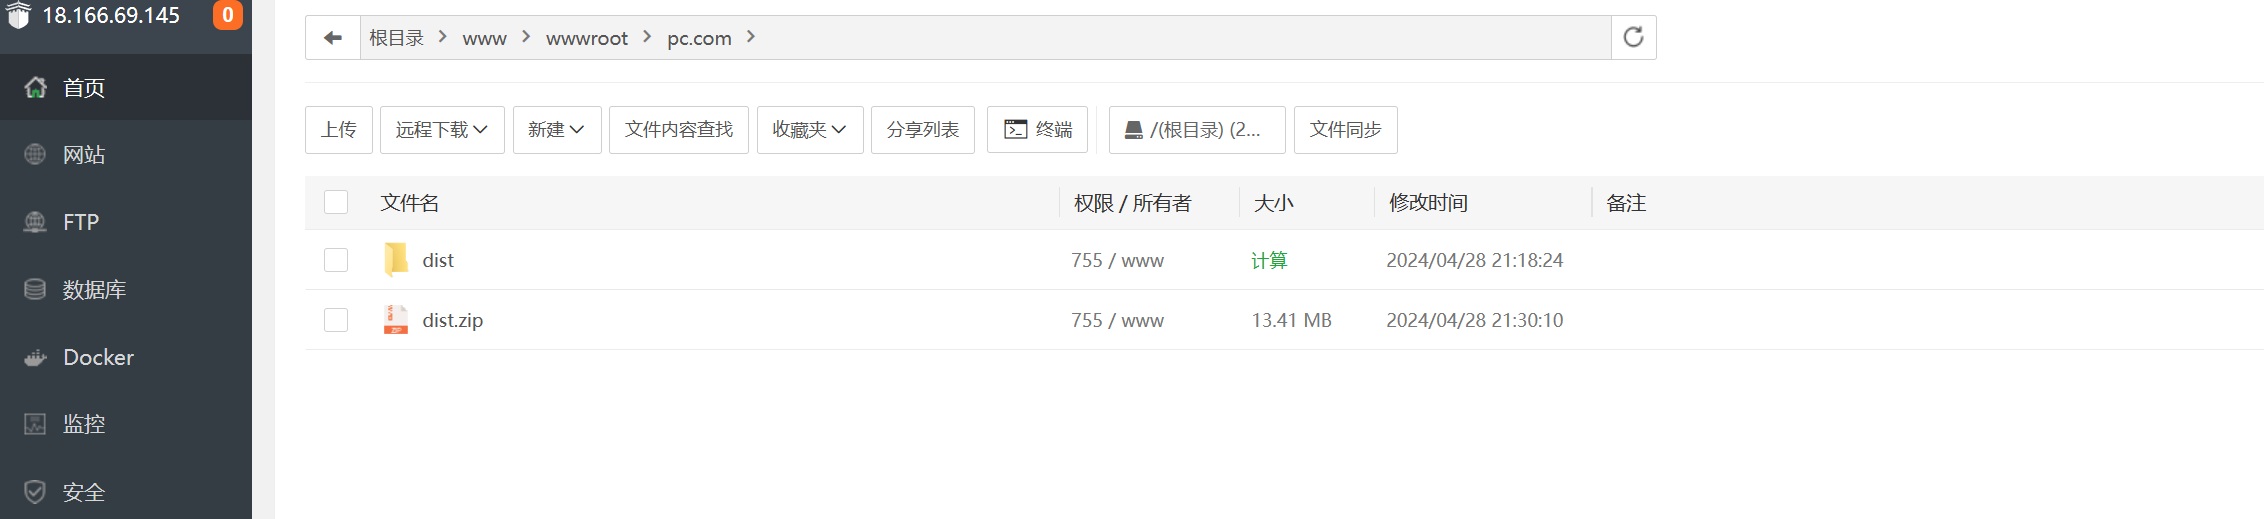 18.166.69.145 0
首页
网站
FTP
数据库
Docker
监控
安全
根目录 www wwwroot pc.com
上传 远程下载 新建 文件内容查找 收藏夹 分享列表 终端 /(根目录) (2... 文件同步
文件名 权限 / 所有者 大小 修改时间 备注
dist 755 / www 计算 2024/04/28 21:18:24
dist.zip 755 / www 13.41 MB 2024/04/28 21:30:10